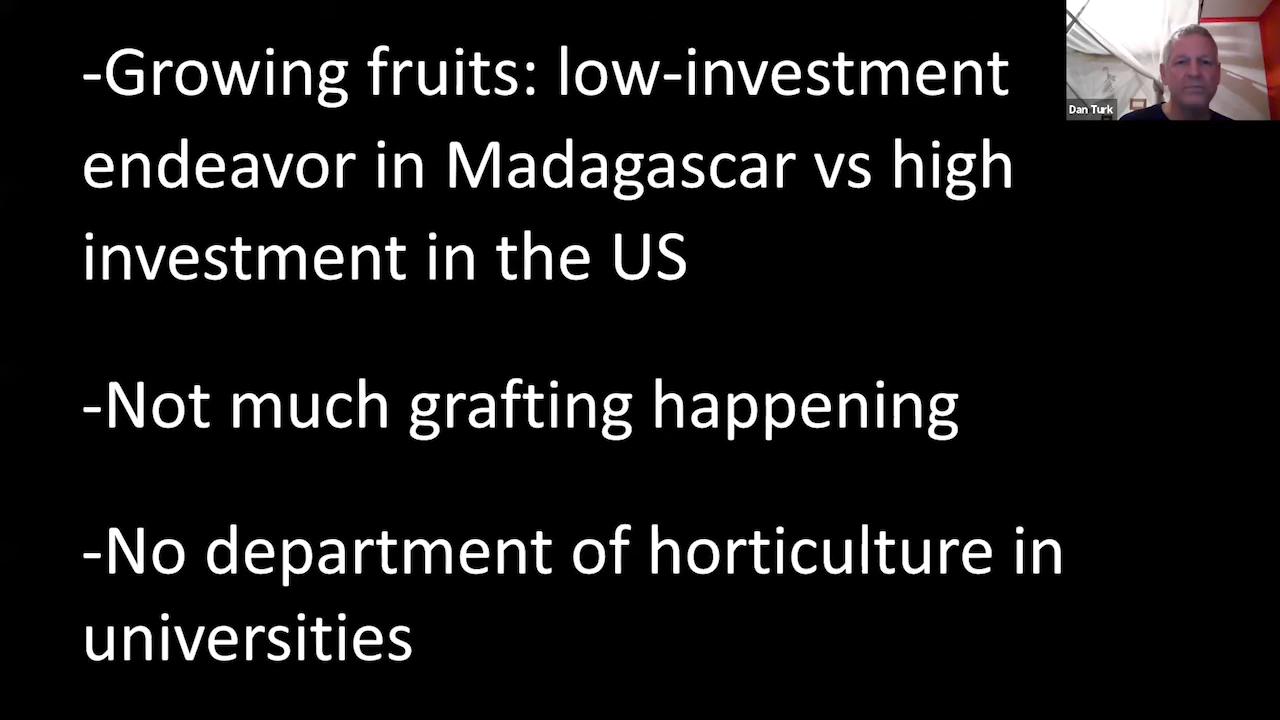 -Growing fruits: low-investment
endeavor in Madagascar vs high
investment in the US
-Not much grafting happening
-No department of horticulture in
universities
Dan Turk